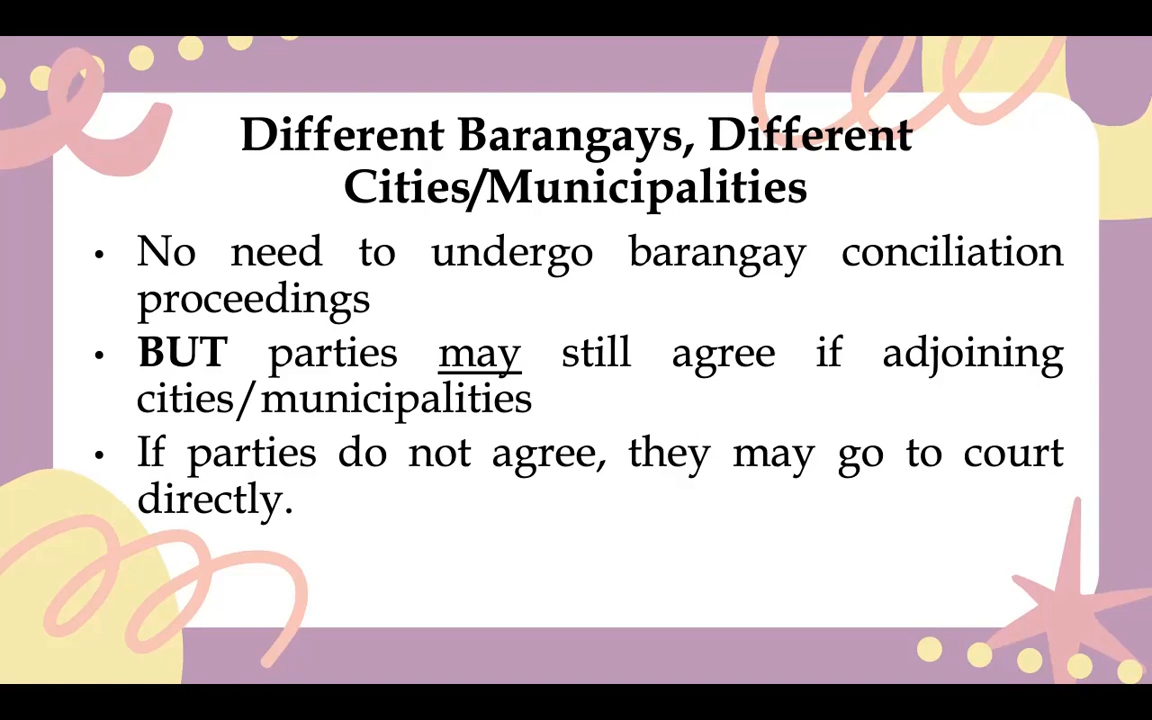 Different Barangays, Different
Cities/Municipalities
• No need to undergo barangay conciliation
proceedings
• BUT parties may still agree if adjoining
cities/municipalities
• If parties do not agree, they may go to court
directly.